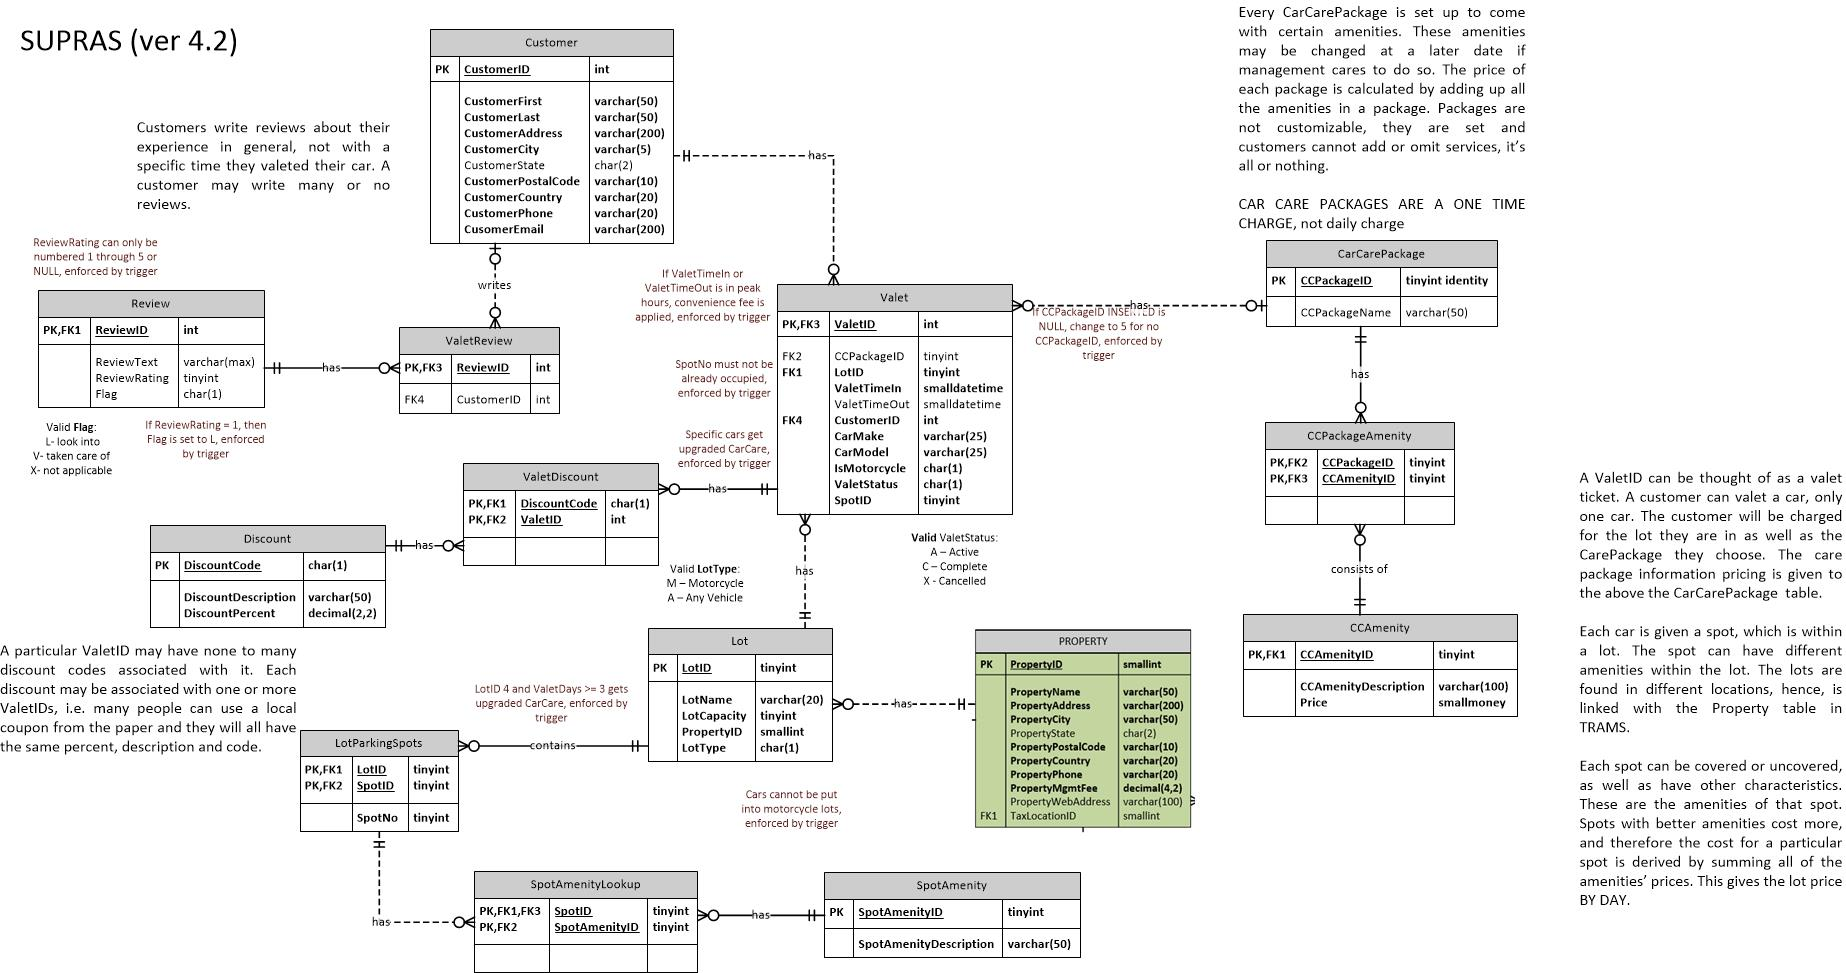 SUPRAS (ver 4.2)
Customers write reviews about their
experience in general, not with a
specific time they valeted their car. A
customer may write many or no
reviews.
Customer
PK CustomerID int
CustomerFirst varchar(50)
CustomerLast varchar(50)
CustomerAddress varchar(200)
CustomerCity varchar(5)
CustomerState char(2)
CustomerPostalCode varchar(10)
CustomerCountry varchar(20)
CustomerPhone varchar(20)
CusomerEmail varchar(200)
has
writes
Every CarCarePackage is set up to come
with certain amenities. These amenities
may be changed at a later date if
management cares to do so. The price of
each package is calculated by adding up all
the amenities in a package. Packages are
not customizable, they are set and
customers cannot add or omit services, it's
all or nothing.
CAR CARE PACKAGES ARE A ONE TIME
CHARGE, not daily charge
ReviewRating can only be
numbered 1 through 5 or
NULL, enforced by trigger
Review
PK,FK1 ReviewID int
ReviewText varchar(max)
ReviewRating tinyint
Flag char(1)
has
Valid Flag:
L- look into
V- taken care of
X- not applicable
If ReviewRating = 1, then
Flag is set to L, enforced
by trigger
ValetReview
PK,FK3 ReviewID int
FK4 CustomerID int
If ValetTimeIn or
ValetTimeOut is in peak
hours, convenience fee is
applied, enforced by trigger
SpotNo must not be
already occupied,
enforced by trigger
Specific cars get
upgraded CarCare,
enforced by trigger
Valet
PK,FK3 ValetID int
FK2 CCPackageID tinyint
FK1 LotID tinyint
ValetTimeIn smalldatetime
ValetTimeOut smalldatetime
FK4 CustomerID int
CarMake varchar(25)
CarModel varchar(25)
IsMotorcycle char(1)
ValetStatus char(1)
SpotID tinyint
has
If CCPackageID INSERTED is
NULL, change to 5 for no
CCPackageID, enforced by
trigger
CarCarePackage
PK CCPackageID tinyint identity
CCPackageName varchar(50)
has
CCPackageAmenity
PK,FK2 CCPackageID tinyint
PK,FK3 CCAmenityID tinyint
consists of
CCAmenity
PK,FK1 CCAmenityID tinyint
CCAmenityDescription varchar(100)
Price smallmoney
ValetDiscount
PK,FK1 DiscountCode char(1)
PK,FK2 ValetID int
has
Discount
PK DiscountCode char(1)
DiscountDescription varchar(50)
DiscountPercent decimal(2,2)
has
Valid LotType:
M – Motorcycle
A – Any Vehicle
has
Valid ValetStatus:
A – Active
C – Complete
X - Cancelled
A particular ValetID may have none to many
discount codes associated with it. Each
discount may be associated with one or more
ValetIDs, i.e. many people can use a local
coupon from the paper and they will all have
the same percent, description and code.
LotID 4 and ValetDays >= 3 gets
upgraded CarCare, enforced by
trigger
Lot
PK LotID tinyint
LotName varchar(20)
LotCapacity tinyint
PropertyID smallint
LotType char(1)
has
contains
PROPERTY
PK PropertyID smallint
PropertyName varchar(50)
PropertyAddress varchar(200)
PropertyCity varchar(50)
PropertyState char(2)
PropertyPostalCode varchar(10)
PropertyCountry varchar(20)
PropertyPhone varchar(20)
PropertyMgmtFee decimal(4,2)
PropertyWebAddress varchar(100)
FK1 TaxLocationID smallint
LotParkingSpots
PK,FK1 LotID tinyint
PK,FK2 SpotID tinyint
SpotNo tinyint
Cars cannot be put
into motorcycle lots,
enforced by trigger
has
SpotAmenityLookup
PK,FK1,FK3 SpotID tinyint
PK,FK2 SpotAmenityID tinyint
has
SpotAmenity
PK SpotAmenityID tinyint
SpotAmenityDescription varchar(50)
A ValetID can be thought of as a valet
ticket. A customer can valet a car, only
one car. The customer will be charged
for the lot they are in as well as the
CarePackage they choose. The care
package information pricing is given to
the above the CarCarePackage table.
Each car is given a spot, which is within
a lot. The spot can have different
amenities within the lot. The lots are
found in different locations, hence, is
linked with the Property table in
TRAMS.
Each spot can be covered or uncovered,
as well as have other characteristics.
These are the amenities of that spot.
Spots with better amenities cost more,
and therefore the cost for a particular
spot is derived by summing all of the
amenities' prices. This gives the lot price
BY DAY.